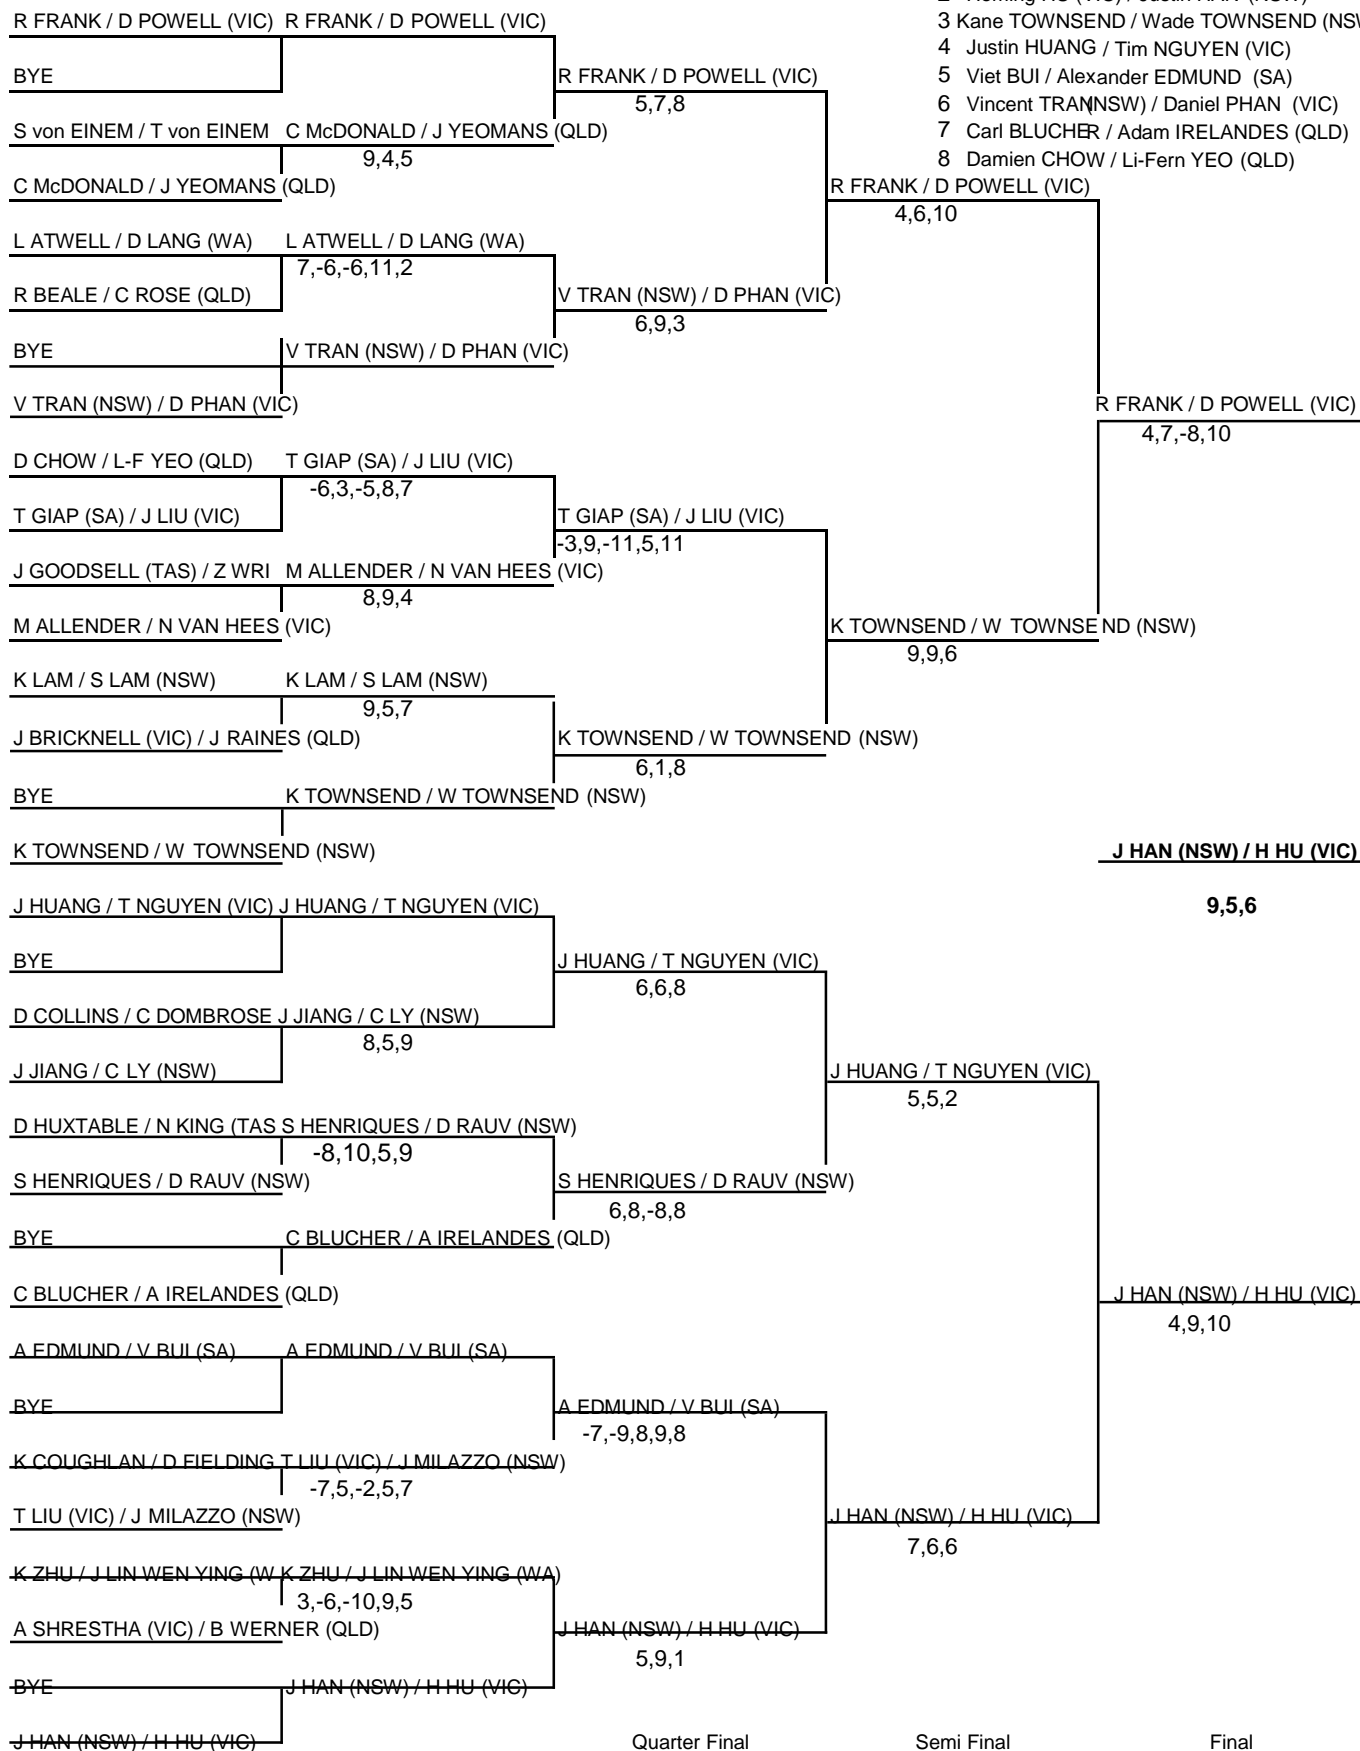 R FRANK / D POWELL (VIC) R FRANK / D POWELL (VIC)
3 Kane TOWNSEND / Wade TOWNSEND (NSW
4 Justin HUANG / Tim NGUYEN (VIC)
BYE R FRANK / D POWELL (VIC)
5 Viet BUI / Alexander EDMUND (SA)
5,7,8
6 Vincent TRAN (NSW) / Daniel PHAN (VIC)
S von EINEM / T von EINEM C McDONALD / J YEOMANS (QLD)
7 Carl BLUCHER / Adam IRELANDES (QLD)
9,4,5
8 Damien CHOW / Li-Fern YEO (QLD)
C McDONALD / J YEOMANS (QLD) R FRANK / D POWELL (VIC)
4,6,10
L ATWELL / D LANG (WA) L ATWELL / D LANG (WA)
7,-6,-6,11,2
R BEALE / C ROSE (QLD) V TRAN (NSW) / D PHAN (VIC)
6,9,3
BYE V TRAN (NSW) / D PHAN (VIC)
V TRAN (NSW) / D PHAN (VIC) R FRANK / D POWELL (VIC)
4,7,-8,10
D CHOW / L-F YEO (QLD) T GIAP (SA) / J LIU (VIC)
-6,3,-5,8,7
T GIAP (SA) / J LIU (VIC) T GIAP (SA) / J LIU (VIC)
-3,9,-11,5,11
J GOODSELL (TAS) / Z WRI M ALLENDER / N VAN HEES (VIC)
8,9,4
M ALLENDER / N VAN HEES (VIC) K TOWNSEND / W TOWNSEND (NSW)
9,9,6
K LAM / S LAM (NSW) K LAM / S LAM (NSW)
9,5,7
J BRICKNELL (VIC) / J RAINES (QLD) K TOWNSEND / W TOWNSEND (NSW)
6,1,8
BYE K TOWNSEND / W TOWNSEND (NSW)
K TOWNSEND / W TOWNSEND (NSW) J HAN (NSW) / H HU (VIC)
J HUANG / T NGUYEN (VIC) J HUANG / T NGUYEN (VIC) 9,5,6
BYE J HUANG / T NGUYEN (VIC)
6,6,8
D COLLINS / C DOMBROSE J JIANG / C LY (NSW)
8,5,9
J JIANG / C LY (NSW) J HUANG / T NGUYEN (VIC)
5,5,2
D HUXTABLE / N KING (TAS S HENRIQUES / D RAUV (NSW)
-8,10,5,9
S HENRIQUES / D RAUV (NSW) S HENRIQUES / D RAUV (NSW)
6,8,-8,8
BYE C BLUCHER / A IRELANDES (QLD)
C BLUCHER / A IRELANDES (QLD) J HAN (NSW) / H HU (VIC)
4,9,10
A EDMUND / V BUI (SA) A EDMUND / V BUI (SA)
BYE A EDMUND / V BUI (SA)
-7,-9,8,9,8
K COUGHLAN / D FIELDING T LIU (VIC) / J MILAZZO (NSW)
-7,5,-2,5,7
T LIU (VIC) / J MILAZZO (NSW) J HAN (NSW) / H HU (VIC)
7,6,6
K ZHU / J LIN WEN YING (W K ZHU / J LIN WEN YING (WA)
3,-6,-10,9,5
A SHRESTHA (VIC) / B WERNER (QLD) J HAN (NSW) / H HU (VIC)
5,9,1
BYE J HAN (NSW) / H HU (VIC)
J HAN (NSW) / H HU (VIC) Quarter Final Semi Final Final